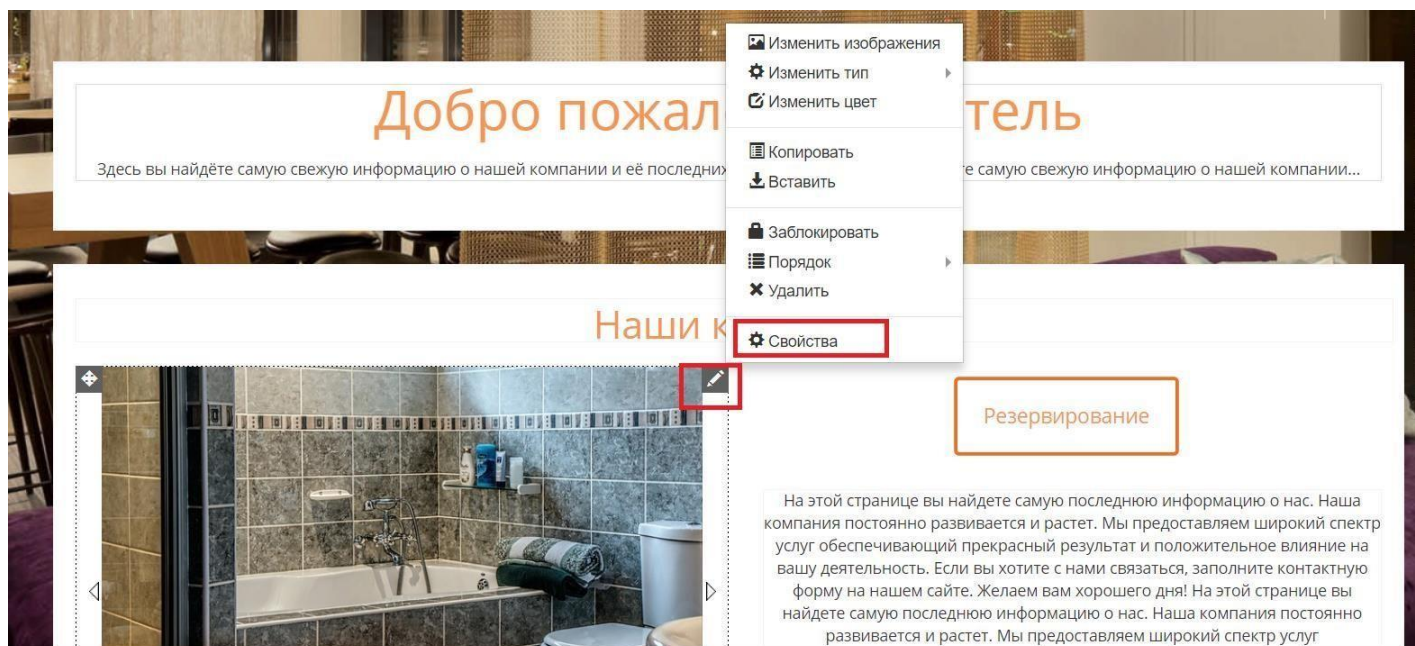 Изменить изображения
Изменить тип
Изменить цвет
Копировать
Вставить
Заблокировать
Порядок
Удалить
Свойства
Добро пожал тель
Здесь вы найдёте самую свежую информацию о нашей компании и её последних е самую свежую информацию о нашей компании...
Наши к
Резервирование
На этой странице вы найдете самую последнюю информацию о нас. Наша
компания постоянно развивается и растет. Мы предоставляем широкий спектр
услуг обеспечивающий прекрасный результат и положительное влияние на
вашу деятельность. Если вы хотите с нами связаться, заполните контактную
форму на нашем сайте. Желаем вам хорошего дня! На этой странице вы
найдете самую последнюю информацию о нас. Наша компания постоянно
развивается и растет. Мы предоставляем широкий спектр услуг